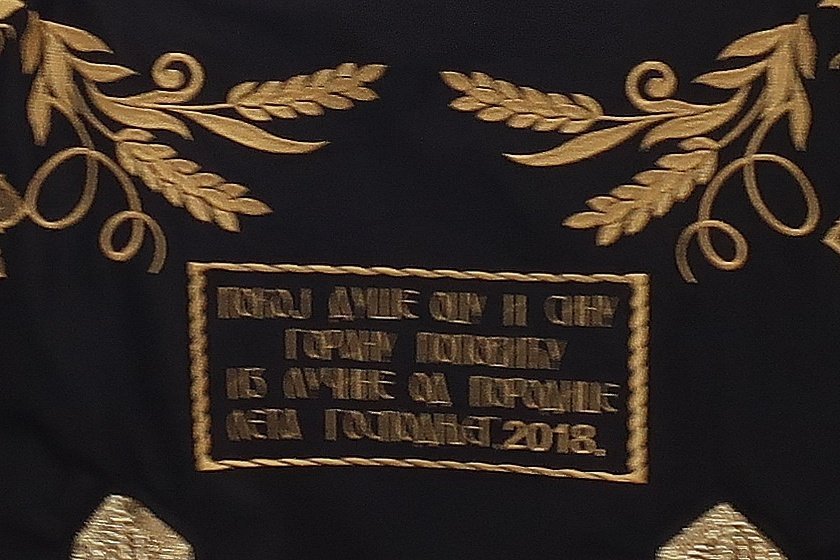 ПОКОЈ ДУШЕ ОЦУ И СИНУ
ГОРАНУ ПОПОВИЋУ
ИЗ ЛУЧИНЕ ОД ПОРОДИЦЕ
ЛЕТА ГОСПОДЊЕГ.2018.